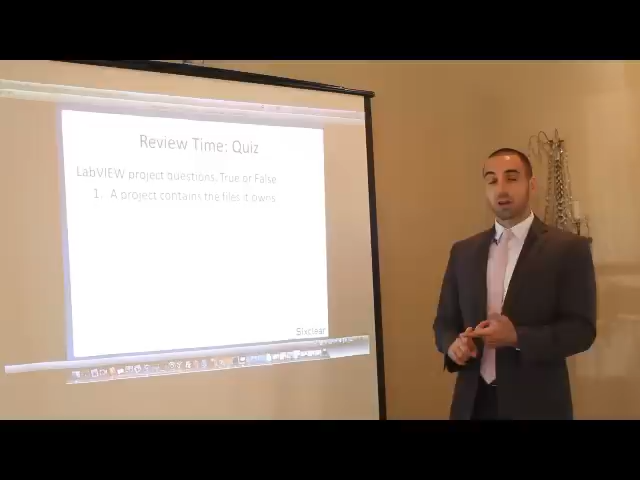 Review Time: Quiz
LabVIEW project questions. True or False
1. A project contains the files it owns.
Sixclear